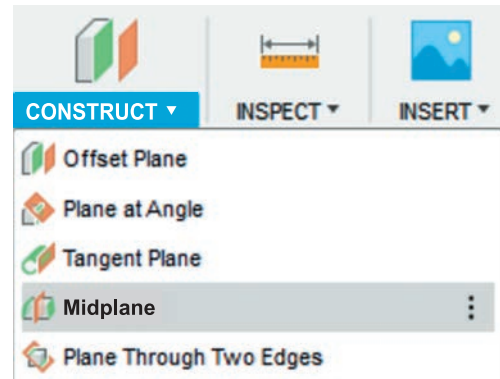 CONSTRUCT ▼ INSPECT ▼ INSERT ▼
Offset Plane
Plane at Angle
Tangent Plane
Midplane
Plane Through Two Edges